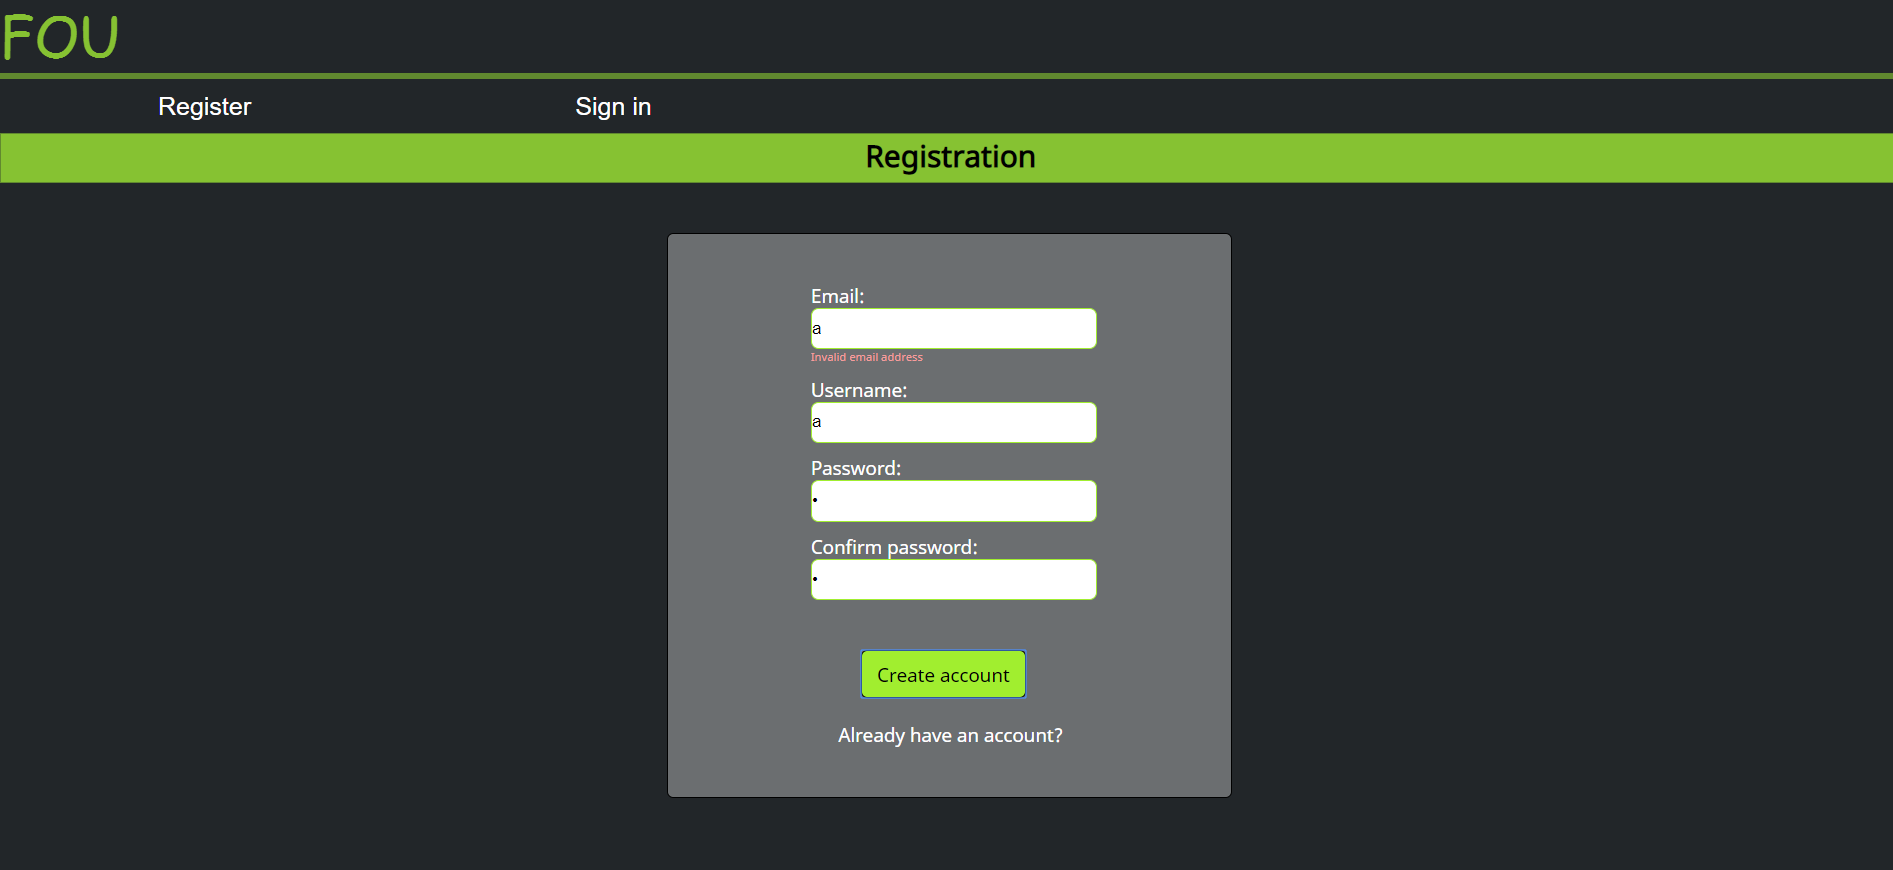 FOU
Register Sign in
Registration
Email:
a
Invalid email address
Username:
a
Password:
•
Confirm password:
•
Create account
Already have an account?